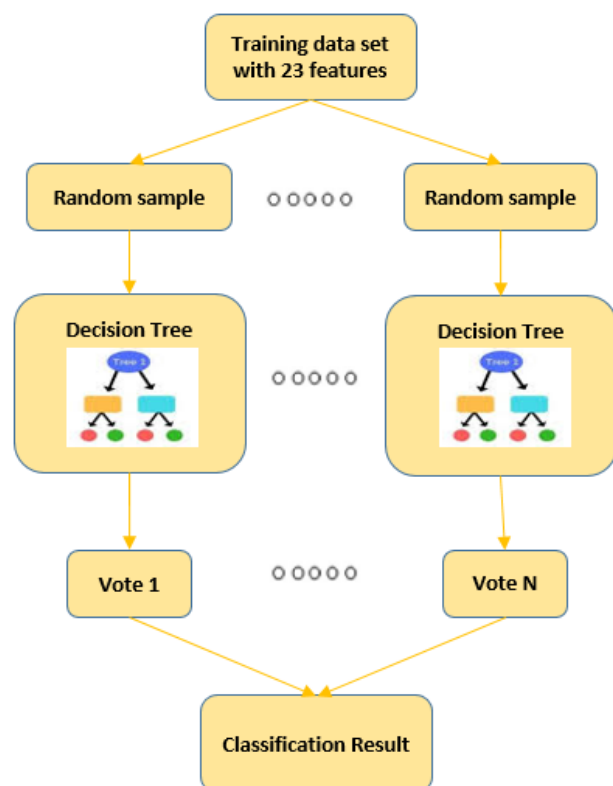 Training data set
with 23 features
Random sample
Random sample
Decision Tree
Decision Tree
Tree 1
Tree 1
Vote 1
Vote N
Classification Result